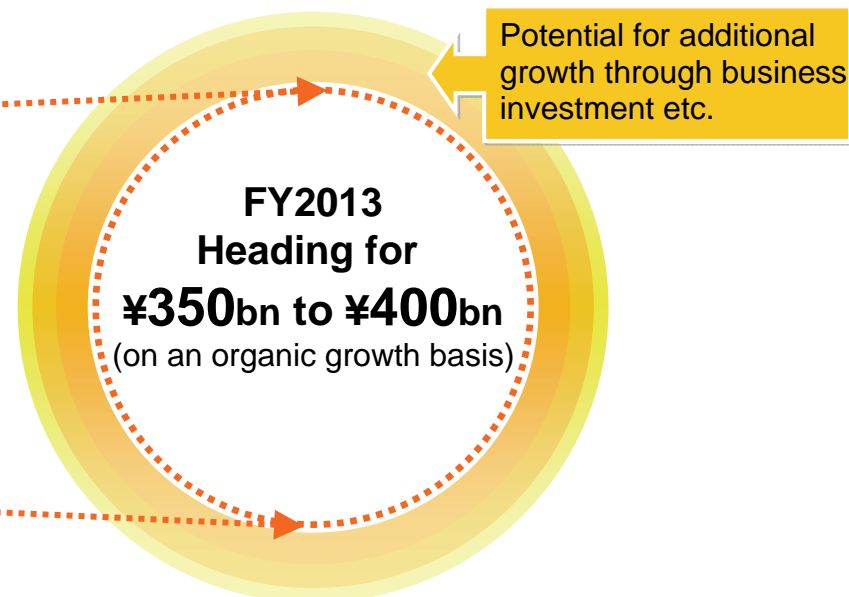 Potential for additional
growth through business
investment etc.
FY2013
Heading for
¥350bn to ¥400bn
(on an organic growth basis)